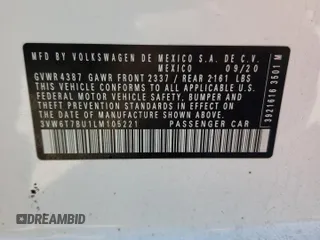 MFD BY VOLKSWAGEN DE MEXICO S.A. DE C.V.
MEXICO 09/20
GVWR 4387 GAWR FRONT 2337 / REAR 2161 LBS
THIS VEHICLE CONFORMS TO ALL APPLICABLE U.S.
FEDERAL MOTOR VEHICLE SAFETY, BUMPER, AND
THEFT PREVENTION STANDARDS IN EFFECT ON
THE DATE OF MANUFACTURE SHOWN ABOVE.
3VW6T7BU1LM105221 PASSENGER CAR
3921616 3501 M
DREAMBID